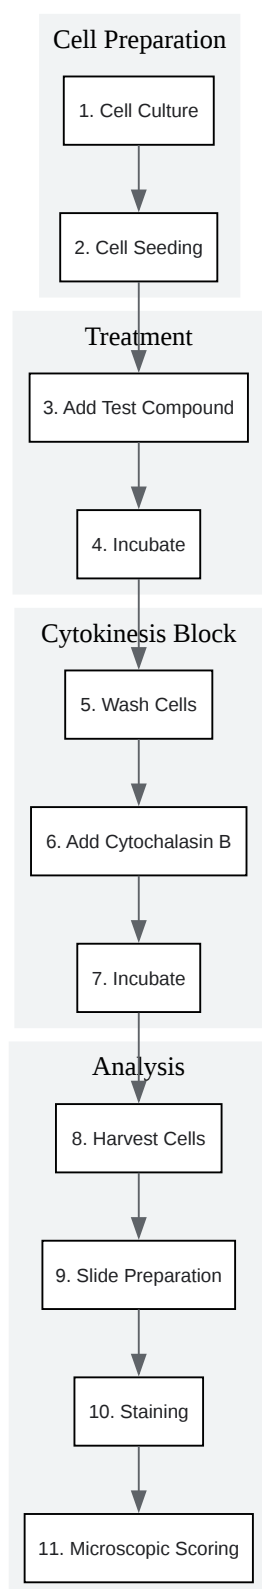 Cell Preparation
1. Cell Culture
2. Cell Seeding
Treatment
3. Add Test Compound
4. Incubate
Cytokinesis Block
5. Wash Cells
6. Add Cytochalasin B
7. Incubate
Analysis
8. Harvest Cells
9. Slide Preparation
10. Staining
11. Microscopic Scoring